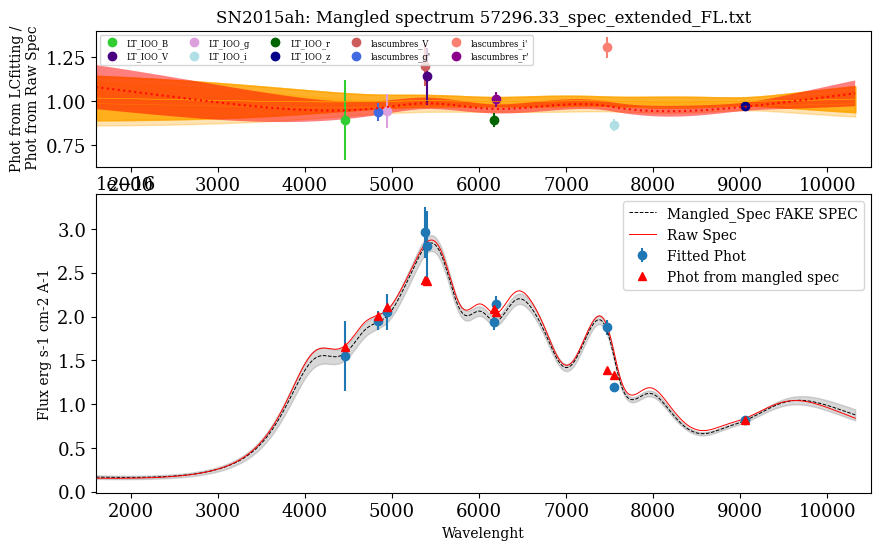 SN2015ah: Mangled spectrum 57296.33_spec_extended_FL.txt
Phot from LCfitting /
Phot from Raw Spec
1.25
1.00
0.75
LT_IOO_B LT_IOO_g LT_IOO_r lascumbres_V lascumbres_i'
LT_IOO_V LT_IOO_i LT_IOO_z lascumbres_g' lascumbres_r'
2000 3000 4000 5000 6000 7000 8000 9000 10000
1e−16
Flux erg s-1 cm-2 A-1
3.0
2.5
2.0
1.5
1.0
0.5
0.0
Mangled_Spec FAKE SPEC
Raw Spec
Fitted Phot
Phot from mangled spec
2000 3000 4000 5000 6000 7000 8000 9000 10000
Wavelenght